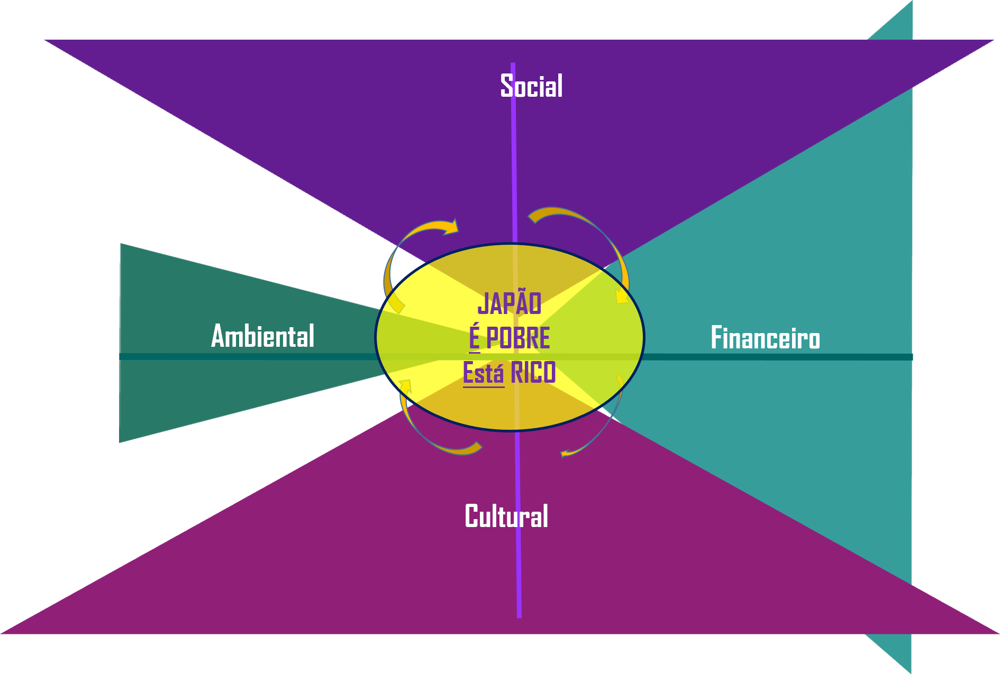 Social
JAPÃO
É POBRE
Está RICO
Ambiental
Financeiro
Cultural